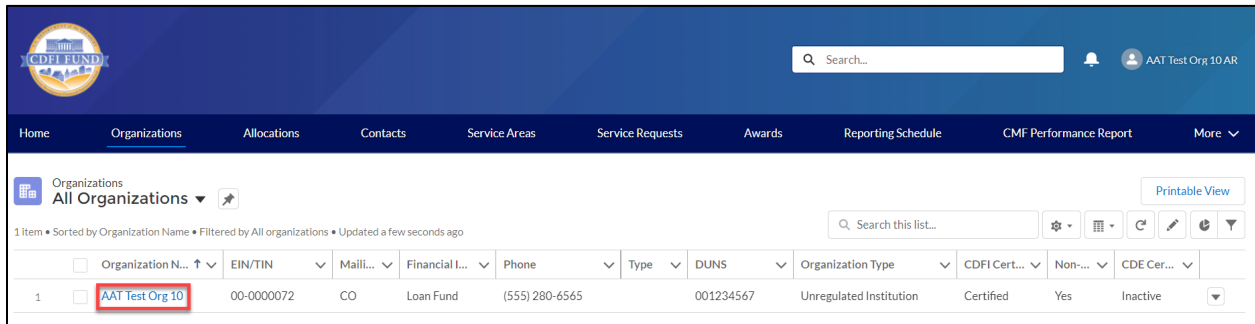 CDFI FUND
Search...
AAT Test Org 10 AR
Home Organizations Allocations Contacts Service Areas Service Requests Awards Reporting Schedule CMF Performance Report More
Organizations
All Organizations
Printable View
1 item • Sorted by Organization Name • Filtered by All organizations • Updated a few seconds ago
Search this list...
Organization N... ↑ EIN/TIN Maili... Financial I... Phone Type DUNS Organization Type CDFI Cert... Non-... CDE Cer...
1 AAT Test Org 10 00-0000072 CO Loan Fund (555) 280-6565 001234567 Unregulated Institution Certified Yes Inactive